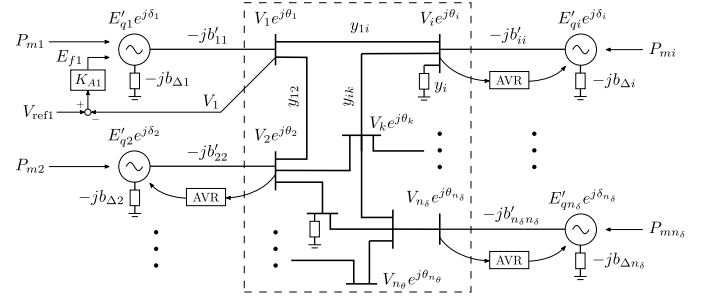 E′_{q1}e^{jδ_1}
V_1e^{jθ_1}
V_ie^{jθ_i}
E′_{qi}e^{jδ_i}
P_{m1}
−jb′_{11}
y_{1i}
−jb′_{ii}
P_{mi}
E_{f1}
K_{A1}
−jb_{Δ1}
y_{12}
y_{ik}
y_i
AVR
−jb_{Δi}
V_{ref1}
+
−
V_1
E′_{q2}e^{jδ_2}
V_2e^{jθ_2}
V_ke^{jθ_k}
P_{m2}
−jb′_{22}
−jb_{Δ2}
AVR
V_{n_δ}e^{jθ_{n_δ}}
E′_{qn_δ}e^{jδ_{n_δ}}
−jb′_{n_δn_δ}
P_{mn_δ}
AVR
−jb_{Δn_δ}
V_{n_θ}e^{jθ_{n_θ}}